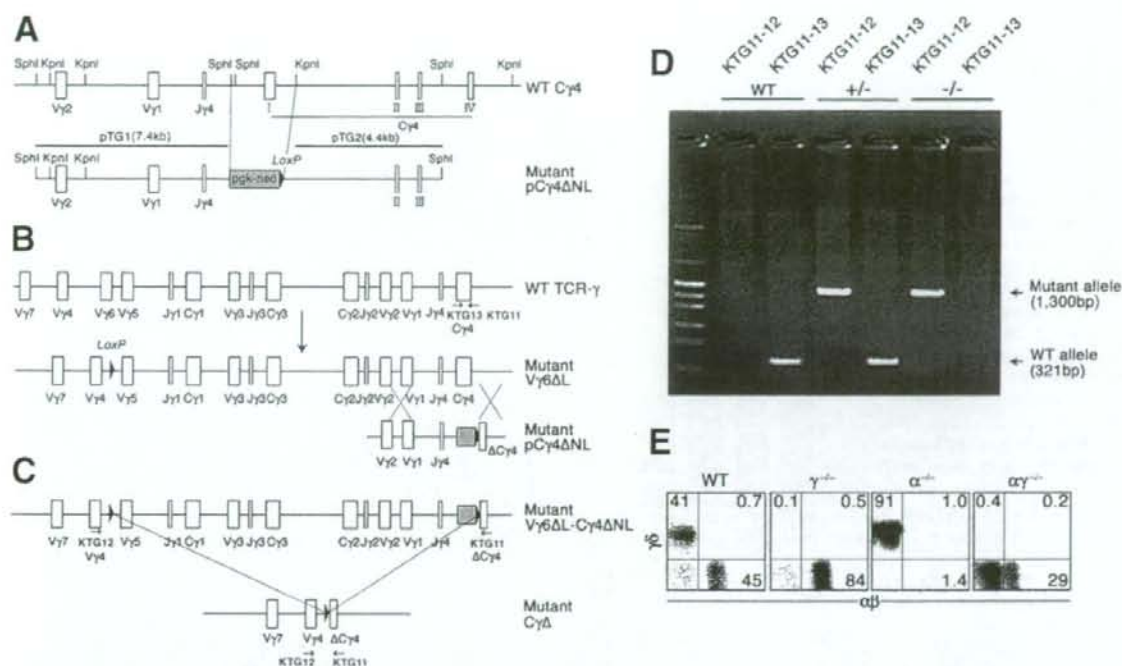 A
SphI KpnI KpnI SphI SphI KpnI SphI KpnI
WT Cγ4
Vγ2 Vγ1 Jγ4 I II III IV
Cγ4
pTG1(7.4kb) pTG2(4.4kb)
SphI KpnI KpnI SphI LoxP SphI
pgk-neo
Mutant
pCγ4ΔNL
Vγ2 Vγ1 Jγ4 II III
B
WT TCR-γ
Vγ7 Vγ4 Vγ6 Vγ5 Jγ1 Cγ1 Vγ3 Jγ3 Cγ3 Cγ2 Jγ2 Vγ2 Vγ1 Jγ4 KTG13 KTG11
Cγ4
LoxP
Mutant
Vγ6ΔL
Vγ7 Vγ4 Vγ5 Jγ1 Cγ1 Vγ3 Jγ3 Cγ3 Cγ2 Jγ2 Vγ2 Vγ1 Jγ4 Cγ4
Mutant
pCγ4ΔNL
Vγ2 Vγ1 Jγ4 ΔCγ4
C
Mutant
Vγ6ΔL-Cγ4ΔNL
Vγ7 KTG12 Vγ5 Jγ1 Cγ1 Vγ3 Jγ3 Cγ3 Cγ2 Jγ2 Vγ2 Vγ1 Jγ4 KTG11
Vγ4 ΔCγ4
Mutant
CγΔ
Vγ7 Vγ4 ΔCγ4
KTG12 KTG11
D
KTG11-12 KTG11-13 KTG11-12 KTG11-13 KTG11-12 KTG11-13
WT +/- -/-
Mutant allele
(1,300bp)
WT allele
(321bp)
E
WT γ-/- α-/- αγ-/-
41 0.7 0.1 0.5 91 1.0 0.4 0.2
γδ
45 84 1.4 29
αβ